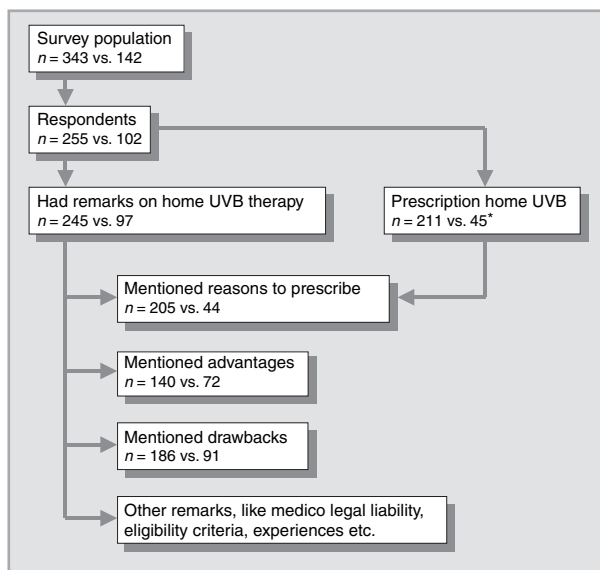 Survey population
n = 343 vs. 142
Respondents
n = 255 vs. 102
Had remarks on home UVB therapy
n = 245 vs. 97
Prescription home UVB
n = 211 vs. 45*
Mentioned reasons to prescribe
n = 205 vs. 44
Mentioned advantages
n = 140 vs. 72
Mentioned drawbacks
n = 186 vs. 91
Other remarks, like medico legal liability,
eligibility criteria, experiences etc.